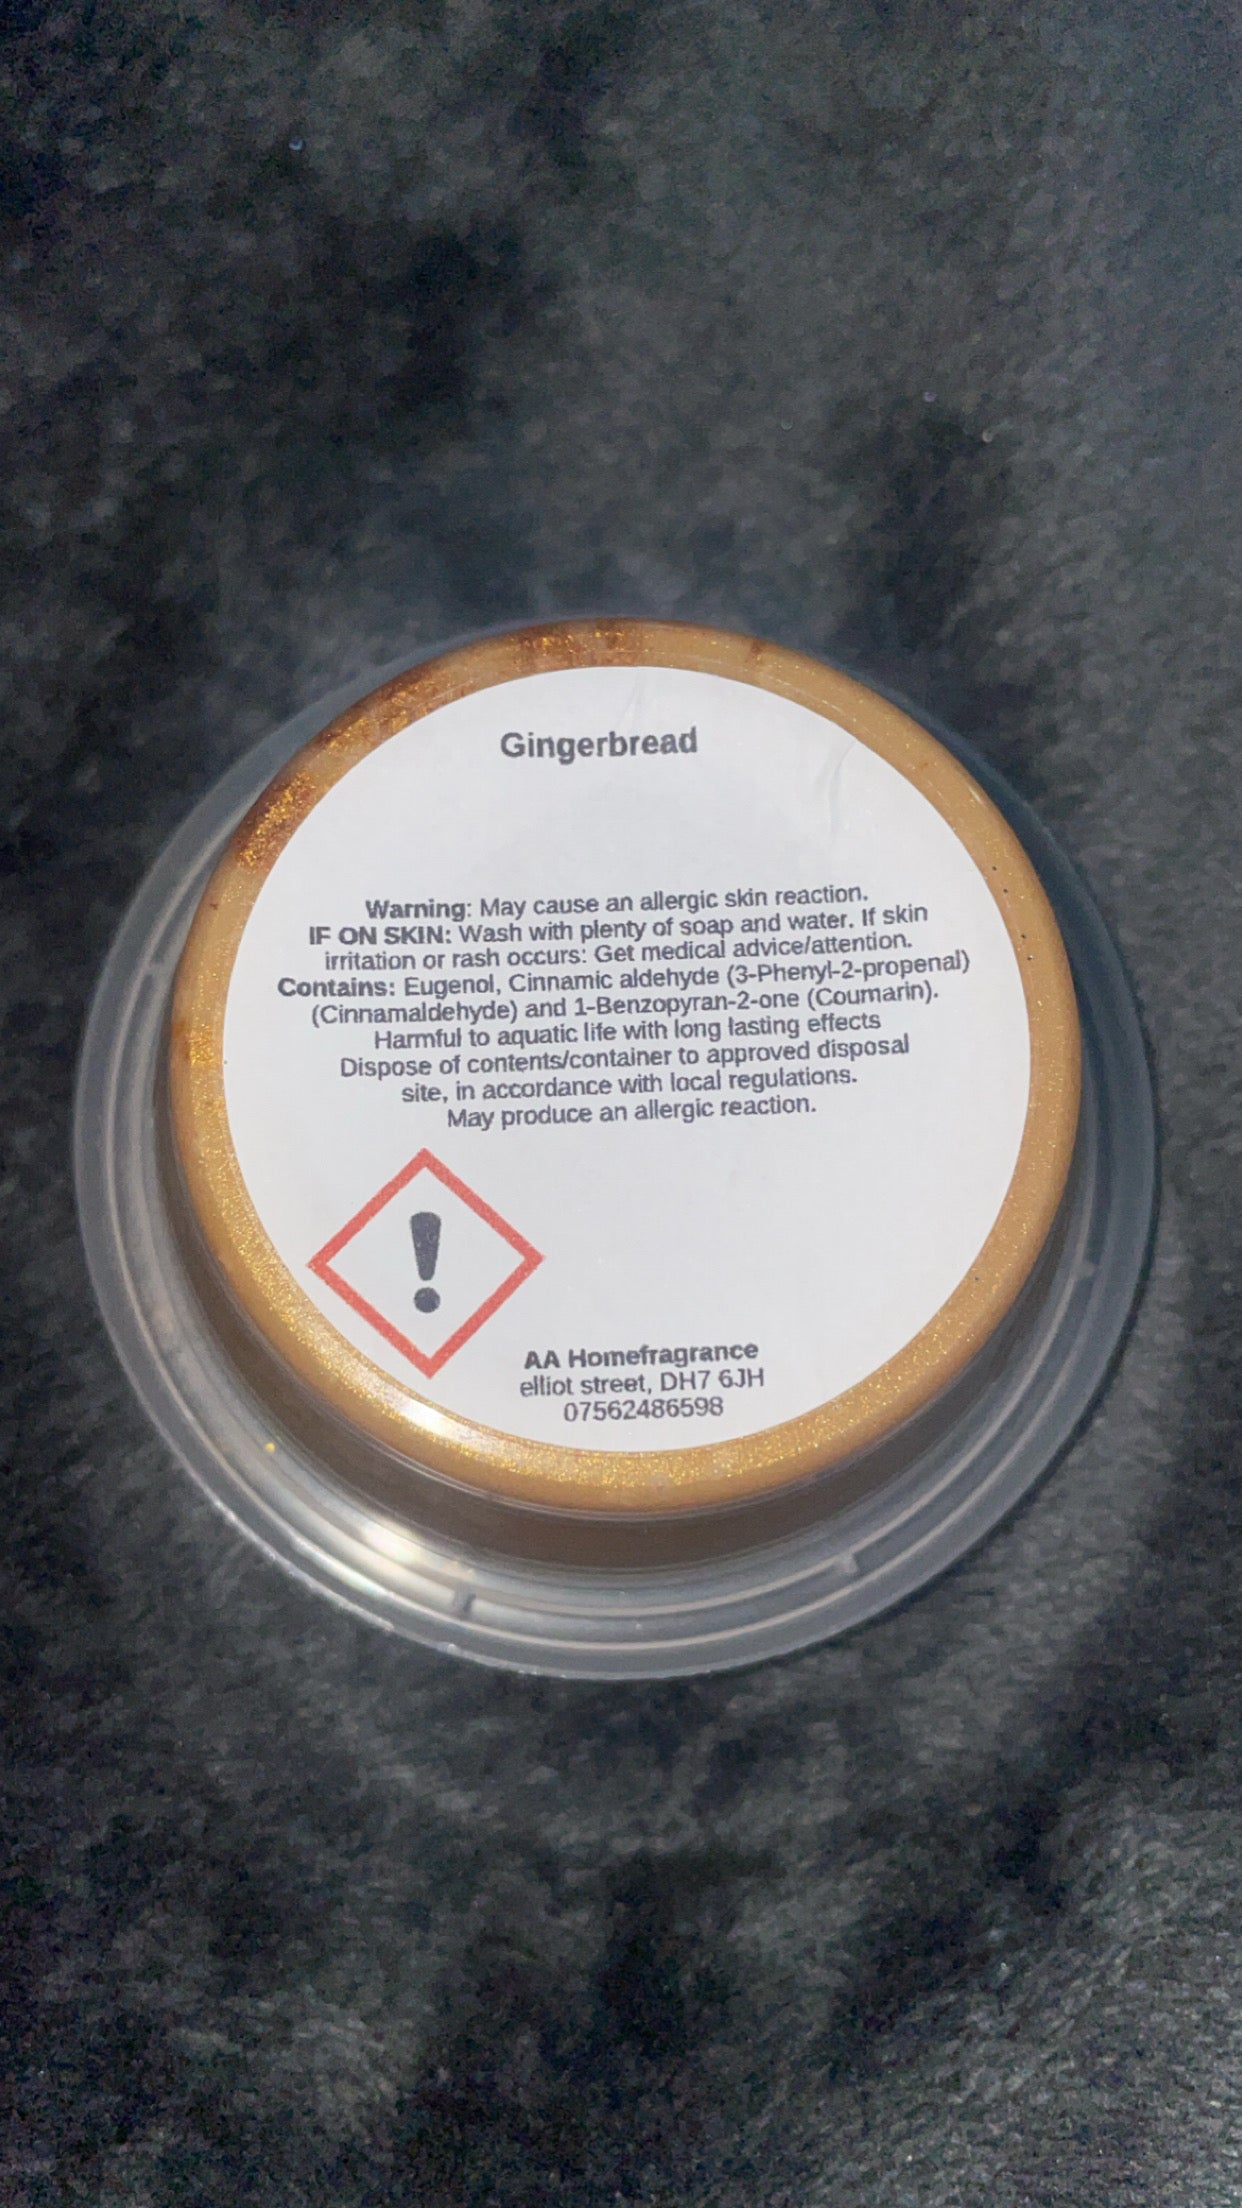 Gingerbread
Warning: May cause an allergic skin reaction.
IF ON SKIN: Wash with plenty of soap and water. If skin
irritation or rash occurs: Get medical advice/attention.
Contains: Eugenol, Cinnamic aldehyde (3-Phenyl-2-propenal)
(Cinnamaldehyde) and 1-Benzopyran-2-one (Coumarin).
Harmful to aquatic life with long lasting effects
Dispose of contents/container to approved disposal
site, in accordance with local regulations.
May produce an allergic reaction.
AA Homefragrance
elliot street, DH7 6JH
07562486598